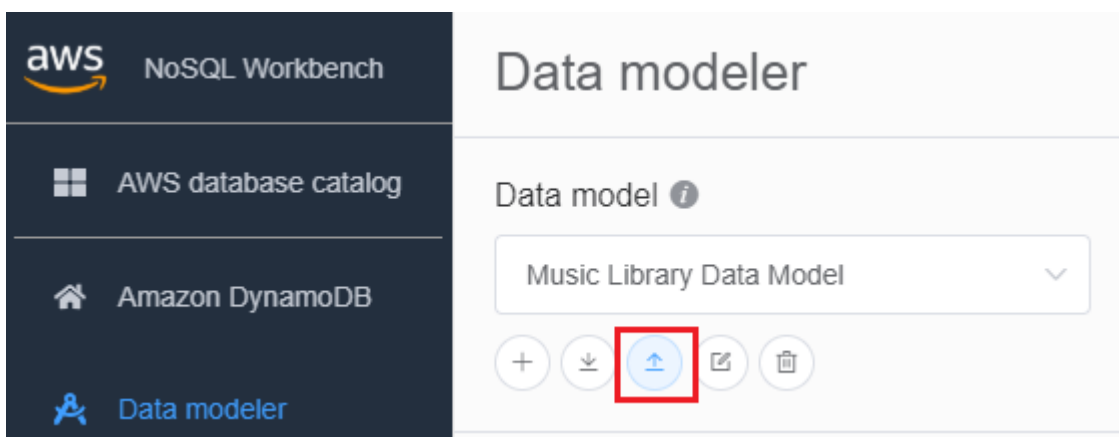 aws
NoSQL Workbench
AWS database catalog
Amazon DynamoDB
Data modeler
Data modeler
Data model i
Music Library Data Model